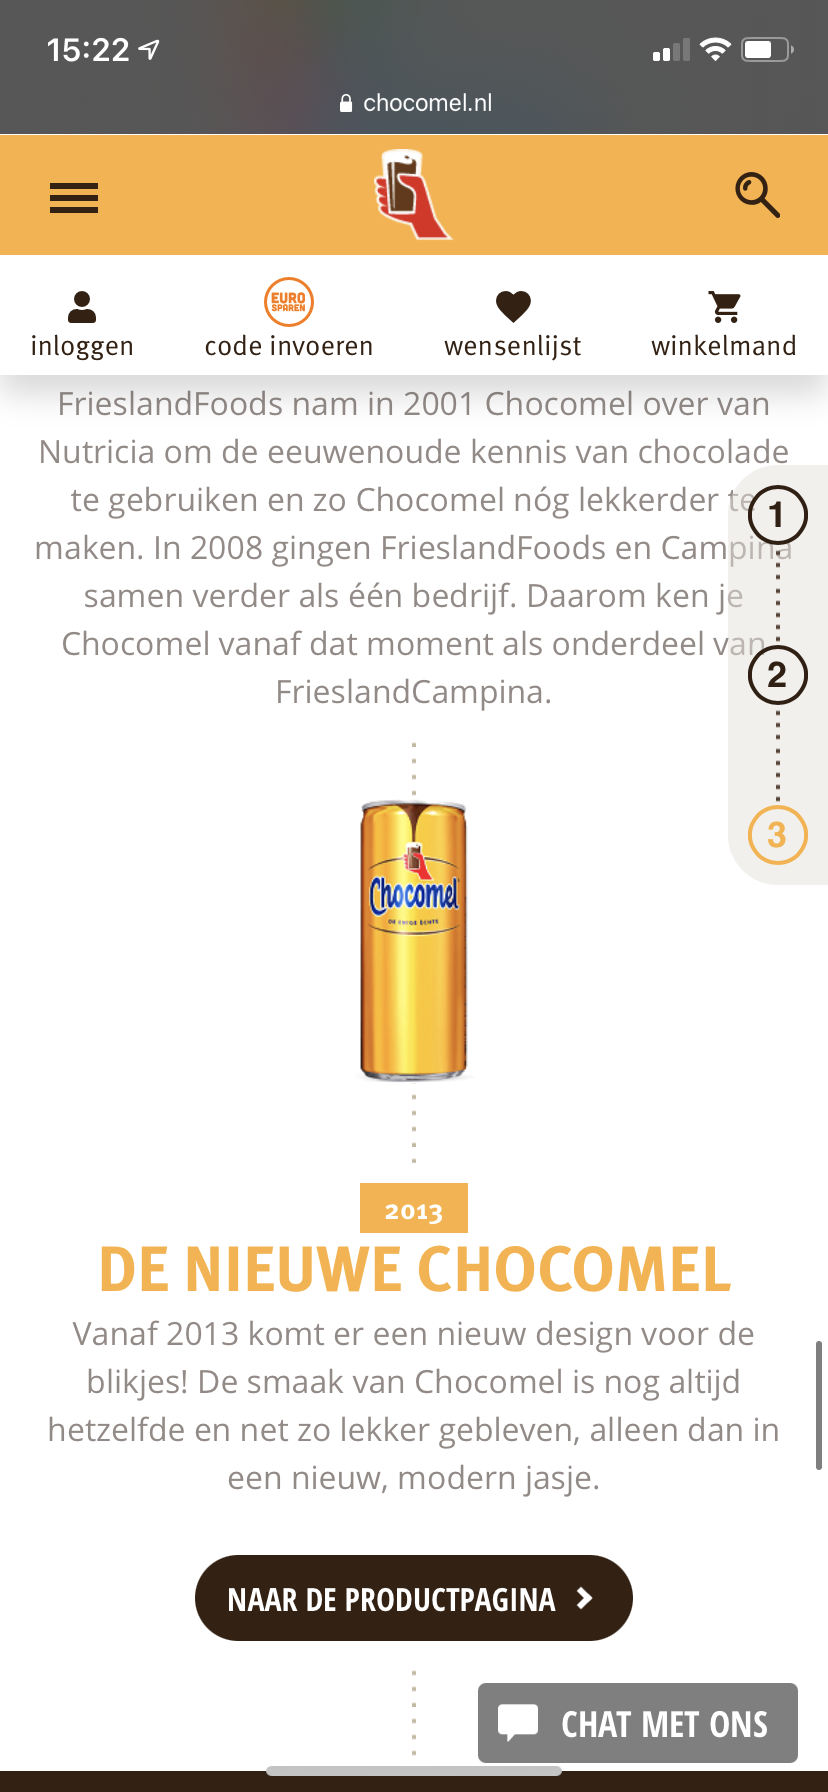 15:22
chocomel.nl
EURO
SPAREN
inloggen
code invoeren
wensenlijst
winkelmand
FrieslandFoods nam in 2001 Chocomel over van
Nutricia om de eeuwenoude kennis van chocolade
te gebruiken en zo Chocomel nóg lekkerder te
maken. In 2008 gingen FrieslandFoods en Campina
samen verder als één bedrijf. Daarom ken je
Chocomel vanaf dat moment als onderdeel van
FrieslandCampina.
1
2
3
Chocomel
DE ENIGE ÉCHTE
2013
DE NIEUWE CHOCOMEL
Vanaf 2013 komt er een nieuw design voor de
blikjes! De smaak van Chocomel is nog altijd
hetzelfde en net zo lekker gebleven, alleen dan in
een nieuw, modern jasje.
NAAR DE PRODUCTPAGINA
CHAT MET ONS